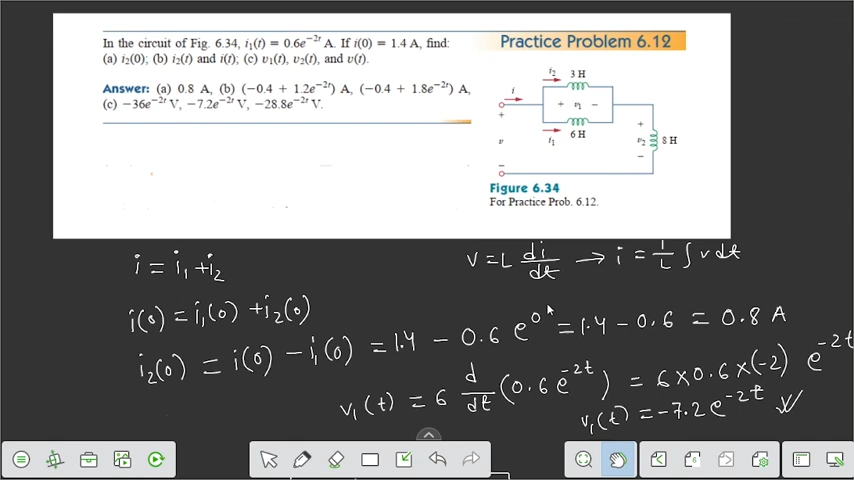 In the circuit of Fig. 6.34, i₁(t) = 0.6e⁻²ᵗ A. If i(0) = 1.4 A, find:
(a) i₂(0); (b) i₂(t) and i(t); (c) v₁(t), v₂(t), and v(t).
Answer: (a) 0.8 A, (b) (−0.4 + 1.2e⁻²ᵗ) A, (−0.4 + 1.8e⁻²ᵗ) A,
(c) −36e⁻²ᵗ V, −7.2e⁻²ᵗ V, −28.8e⁻²ᵗ V.
Practice Problem 6.12
i₂ 3 H
i
+ v₁ −
i₁ 6 H
+
v
−
+
v₂ 8 H
−
Figure 6.34
For Practice Prob. 6.12.
i = i₁ + i₂
v = L di/dt → i = 1/L ∫ v dt
i(0) = i₁(0) + i₂(0)
i₂(0) = i(0) − i₁(0) = 1.4 − 0.6 e⁰ = 1.4 − 0.6 = 0.8 A
v₁(t) = 6 d/dt (0.6 e⁻²ᵗ) = 6 × 0.6 × (−2) e⁻²ᵗ
v₁(t) = −7.2 e⁻²ᵗ